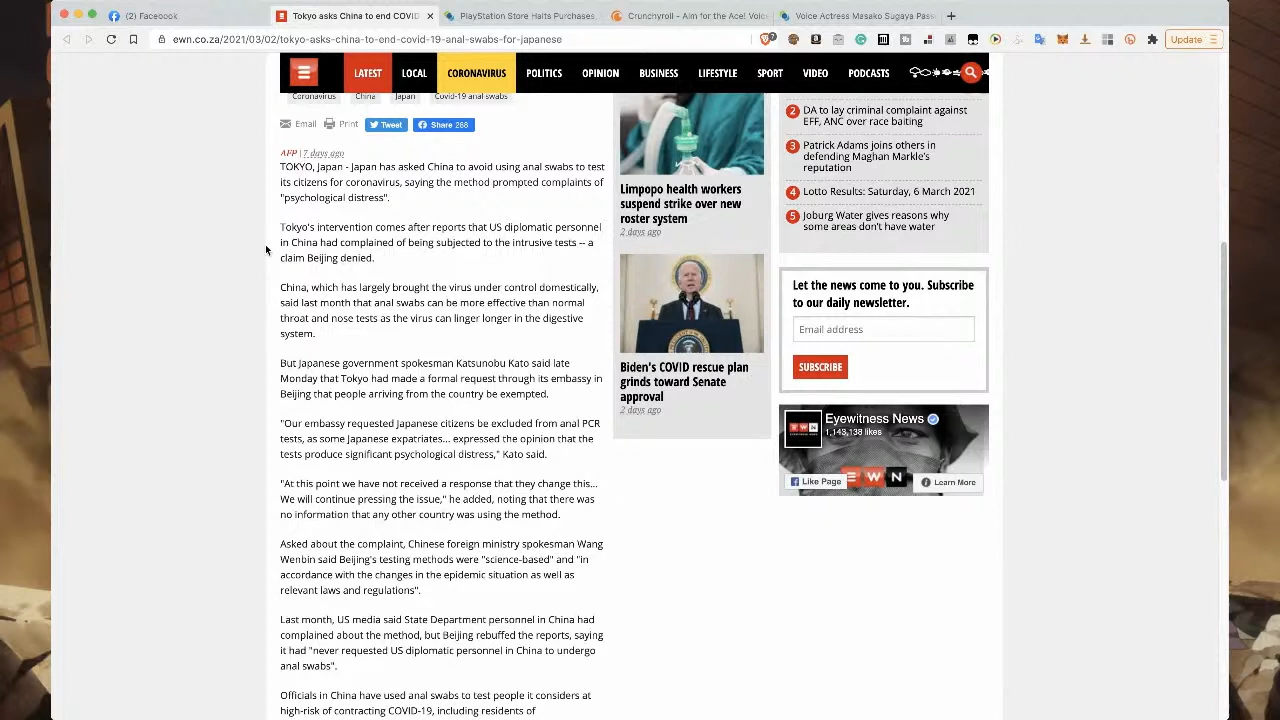 (2) Facebook
Tokyo asks China to end COVID
PlayStation Store Halts Purchases,
Crunchyroll - Aim for the Ace! Voic
Voice Actress Masako Sugaya Pass
ewn.co.za/2021/03/02/tokyo-asks-china-to-end-covid-19-anal-swabs-for-japanese
Update
LATEST LOCAL CORONAVIRUS POLITICS OPINION BUSINESS LIFESTYLE SPORT VIDEO PODCASTS
Coronavirus China Japan Covid-19 anal swabs
Email Print Tweet Share 288
AFP | 7 days ago
TOKYO, Japan - Japan has asked China to avoid using anal swabs to test
its citizens for coronavirus, saying the method prompted complaints of
"psychological distress".
Tokyo's intervention comes after reports that US diplomatic personnel
in China had complained of being subjected to the intrusive tests -- a
claim Beijing denied.
China, which has largely brought the virus under control domestically,
said last month that anal swabs can be more effective than normal
throat and nose tests as the virus can linger longer in the digestive
system.
But Japanese government spokesman Katsunobu Kato said late
Monday that Tokyo had made a formal request through its embassy in
Beijing that people arriving from the country be exempted.
"Our embassy requested Japanese citizens be excluded from anal PCR
tests, as some Japanese expatriates... expressed the opinion that the
tests produce significant psychological distress," Kato said.
"At this point we have not received a response that they change this...
We will continue pressing the issue," he added, noting that there was
no information that any other country was using the method.
Asked about the complaint, Chinese foreign ministry spokesman Wang
Wenbin said Beijing's testing methods were "science-based" and "in
accordance with the changes in the epidemic situation as well as
relevant laws and regulations".
Last month, US media said State Department personnel in China had
complained about the method, but Beijing rebuffed the reports, saying
it had "never requested US diplomatic personnel in China to undergo
anal swabs".
Officials in China have used anal swabs to test people it considers at
high-risk of contracting COVID-19, including residents of
Limpopo health workers
suspend strike over new
roster system
2 days ago
Biden's COVID rescue plan
grinds toward Senate
approval
2 days ago
2 DA to lay criminal complaint against
EFF, ANC over race baiting
3 Patrick Adams joins others in
defending Maghan Markle's
reputation
4 Lotto Results: Saturday, 6 March 2021
5 Joburg Water gives reasons why
some areas don't have water
Let the news come to you. Subscribe
to our daily newsletter.
Email address
SUBSCRIBE
Eyewitness News
1,143,138 likes
EWN
Like Page
Learn More